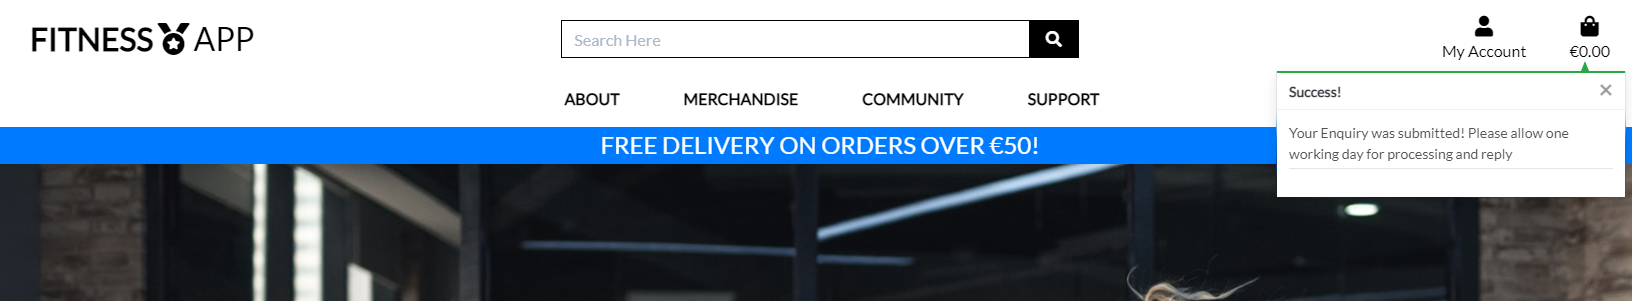 FITNESS APP
Search Here
My Account
€0.00
ABOUT
MERCHANDISE
COMMUNITY
SUPPORT
Success!
×
Your Enquiry was submitted! Please allow one
working day for processing and reply
FREE DELIVERY ON ORDERS OVER €50!